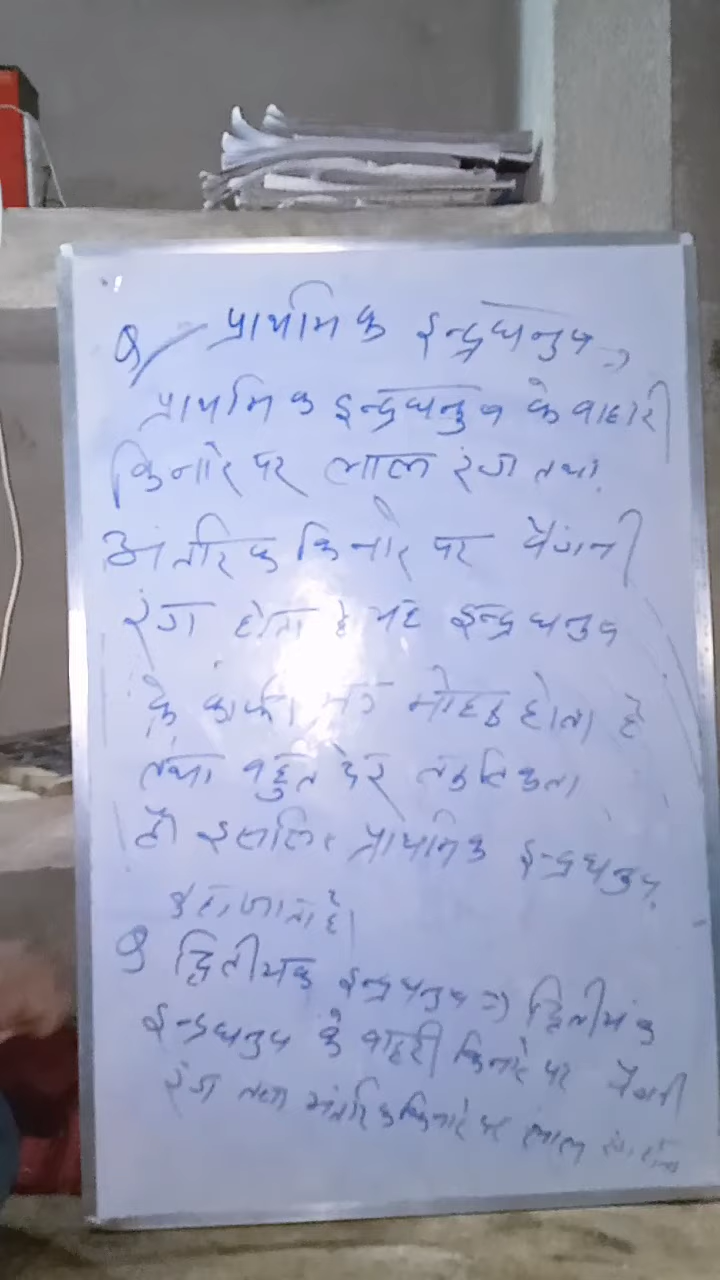 Q प्राथमिक इन्द्रधनुष ⇒
प्राथमिक इन्द्रधनुष के बाहरी
किनारे पर लाल रंग तथा
अंतरिक किनारे पर बैंगनी
रंग होता है यह इन्द्रधनुष
मोहक होता है
तथा बहुत देर तक टिकता
है इसलिए प्राथमिक इन्द्रधनुष
कहा जाता है।
Q द्वितीयक इन्द्रधनुष ⇒ द्वितीयक
इन्द्रधनुष के बाहरी किनारे पर बैंगनी
रंग तथा अंतरिक किनारे पर लाल रंग